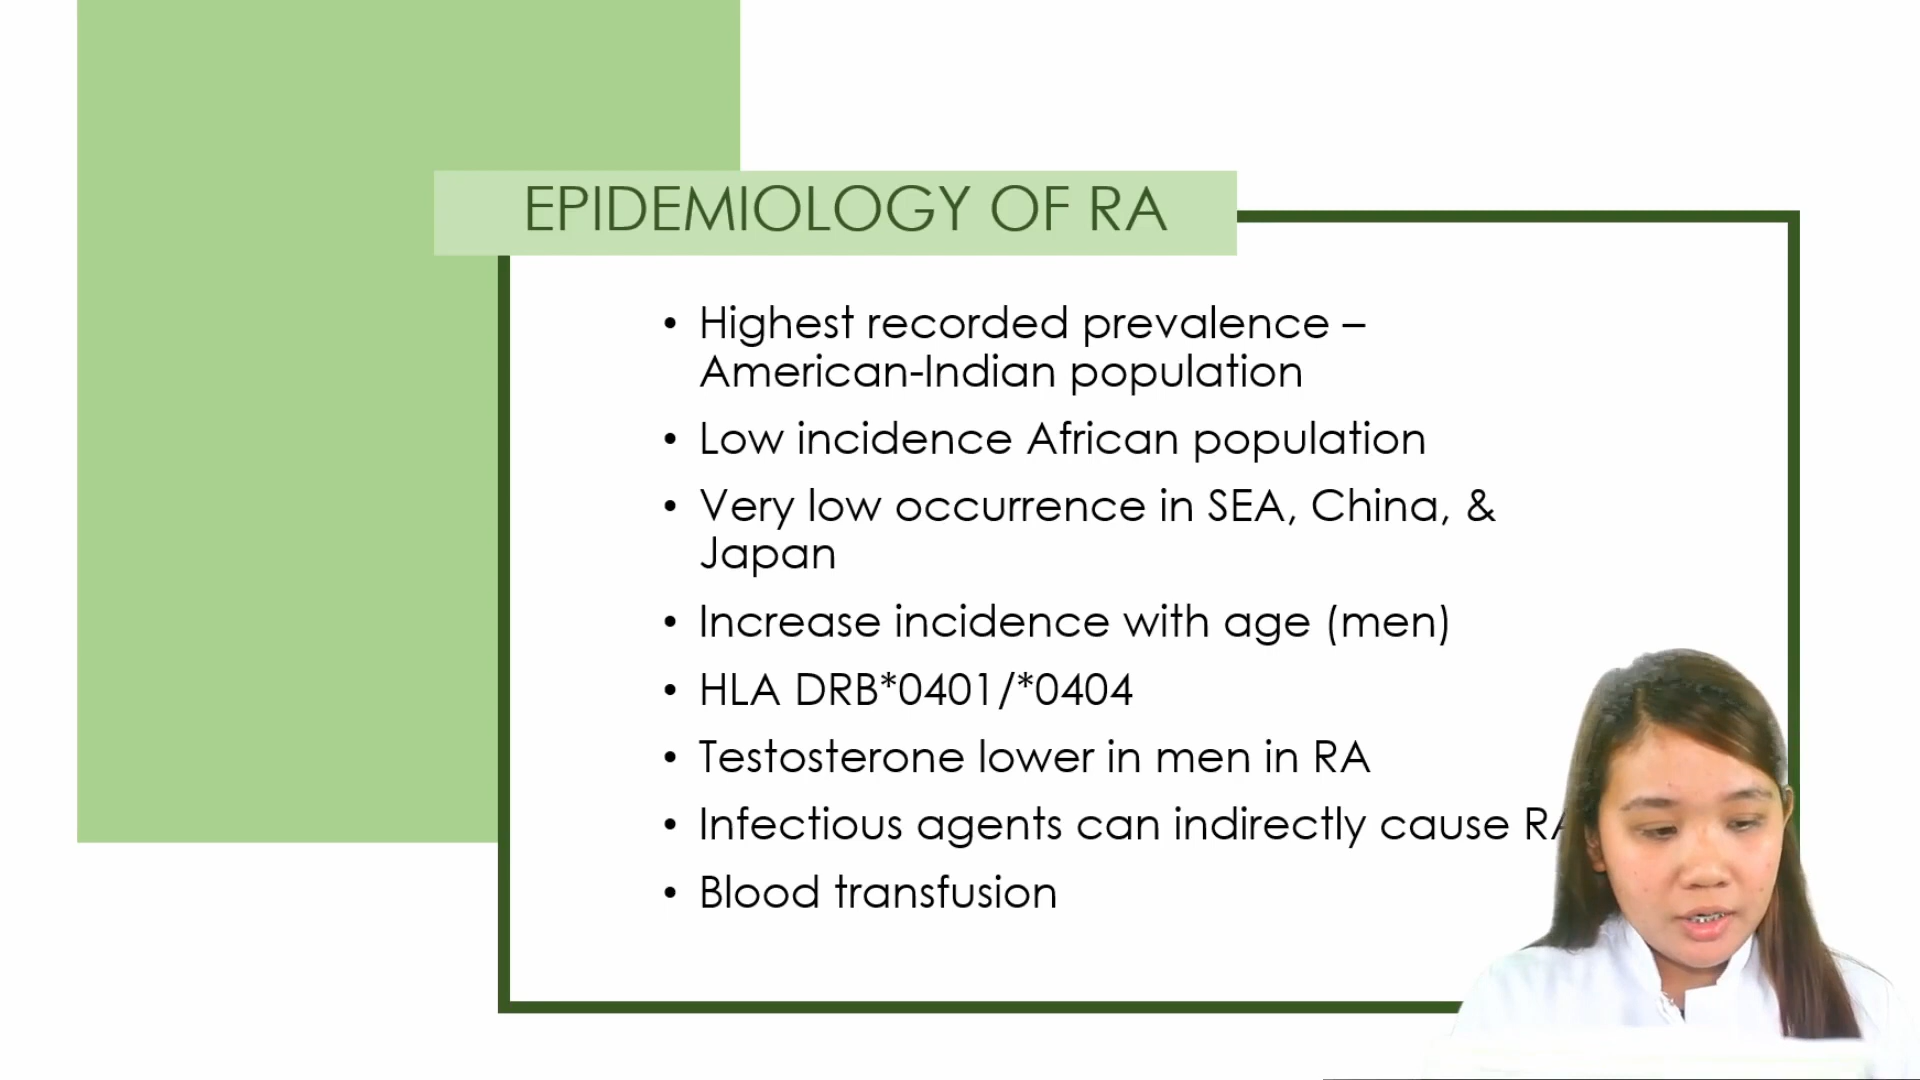 EPIDEMIOLOGY OF RA
• Highest recorded prevalence –
American-Indian population
• Low incidence African population
• Very low occurrence in SEA, China, &
Japan
• Increase incidence with age (men)
• HLA DRB*0401/*0404
• Testosterone lower in men in RA
• Infectious agents can indirectly cause RA
• Blood transfusion